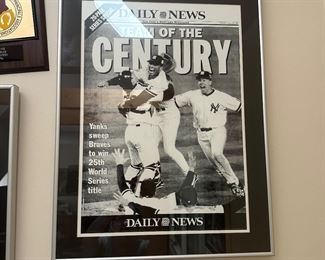 DAILY NEWS
TEAM OF THE
CENTURY
Yanks
sweep
Braves
to win
25th
World
Series
title
DAILY NEWS